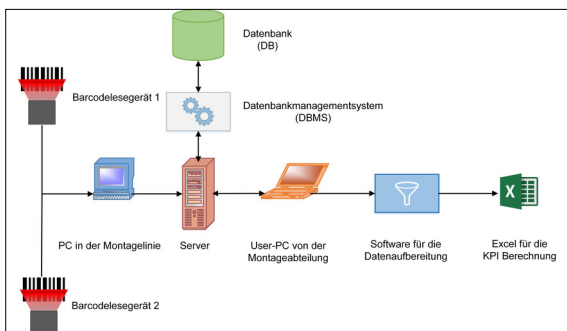 Datenbank
(DB)
Barcodelesegerät 1
Datenbankmanagementsystem
(DBMS)
PC in der Montagelinie
Server
User-PC von der
Montageabteilung
Software für die
Datenaufbereitung
Excel für die
KPI Berechnung
X
Barcodelesegerät 2